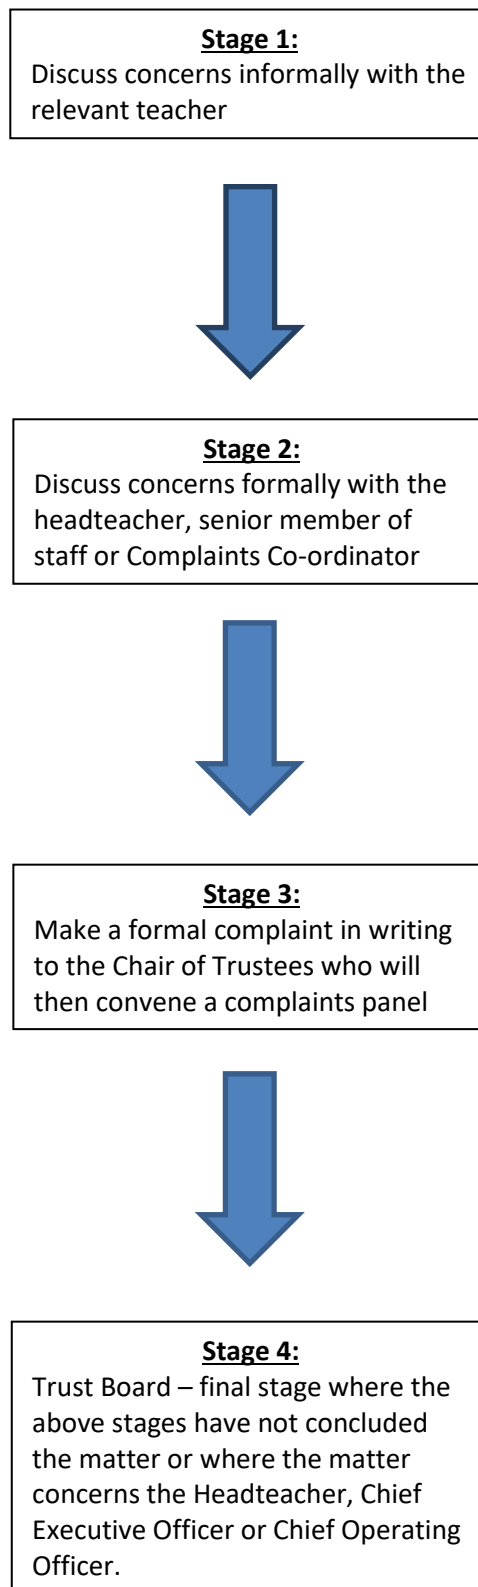 Stage 1:
Discuss concerns informally with the
relevant teacher
Stage 2:
Discuss concerns formally with the
headteacher, senior member of
staff or Complaints Co-ordinator
Stage 3:
Make a formal complaint in writing
to the Chair of Trustees who will
then convene a complaints panel
Stage 4:
Trust Board – final stage where the
above stages have not concluded
the matter or where the matter
concerns the Headteacher, Chief
Executive Officer or Chief Operating
Officer.